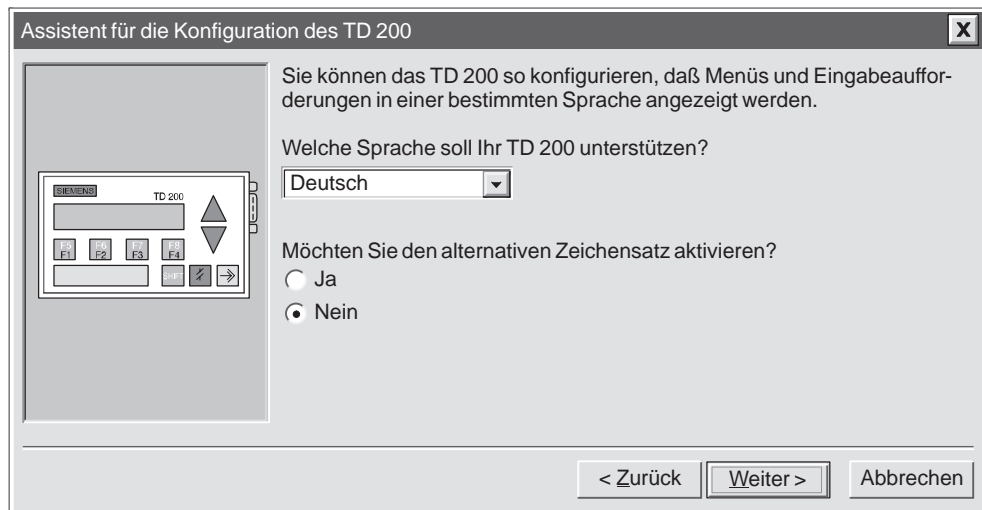 Assistent für die Konfiguration des TD 200
X
Sie können das TD 200 so konfigurieren, daß Menüs und Eingabeauffor-
derungen in einer bestimmten Sprache angezeigt werden.
Welche Sprache soll Ihr TD 200 unterstützen?
Deutsch
SIEMENS
TD 200
F5 F6 F7 F8
F1 F2 F3 F4
SHIFT
Möchten Sie den alternativen Zeichensatz aktivieren?
Ja
Nein
< Zurück
Weiter >
Abbrechen